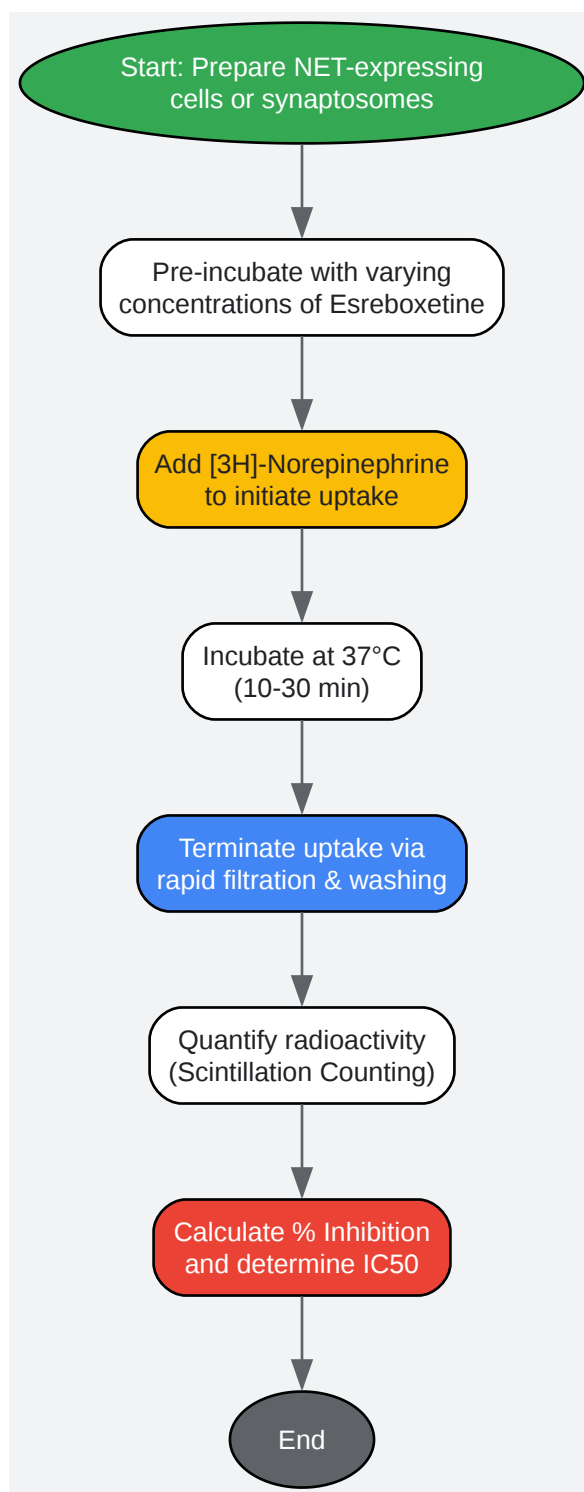 Start: Prepare NET-expressing
cells or synaptosomes
Pre-incubate with varying
concentrations of Esreboxetine
Add [3H]-Norepinephrine
to initiate uptake
Incubate at 37°C
(10-30 min)
Terminate uptake via
rapid filtration & washing
Quantify radioactivity
(Scintillation Counting)
Calculate % Inhibition
and determine IC50
End